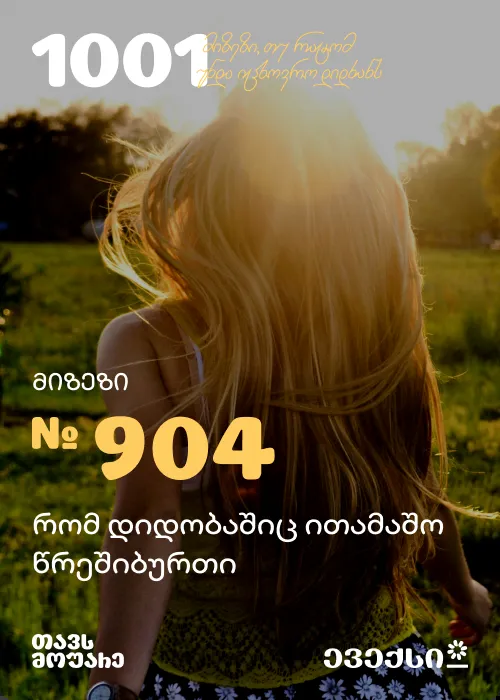 1001 მიზეზი, თუ რატომ
უნდა იცხოვრო დიდხანს
მიზეზი
№ 904
რომ დიდობაშიც ითამაშო
წრეშიბურთი
თავს
მოუარე
ევექსი